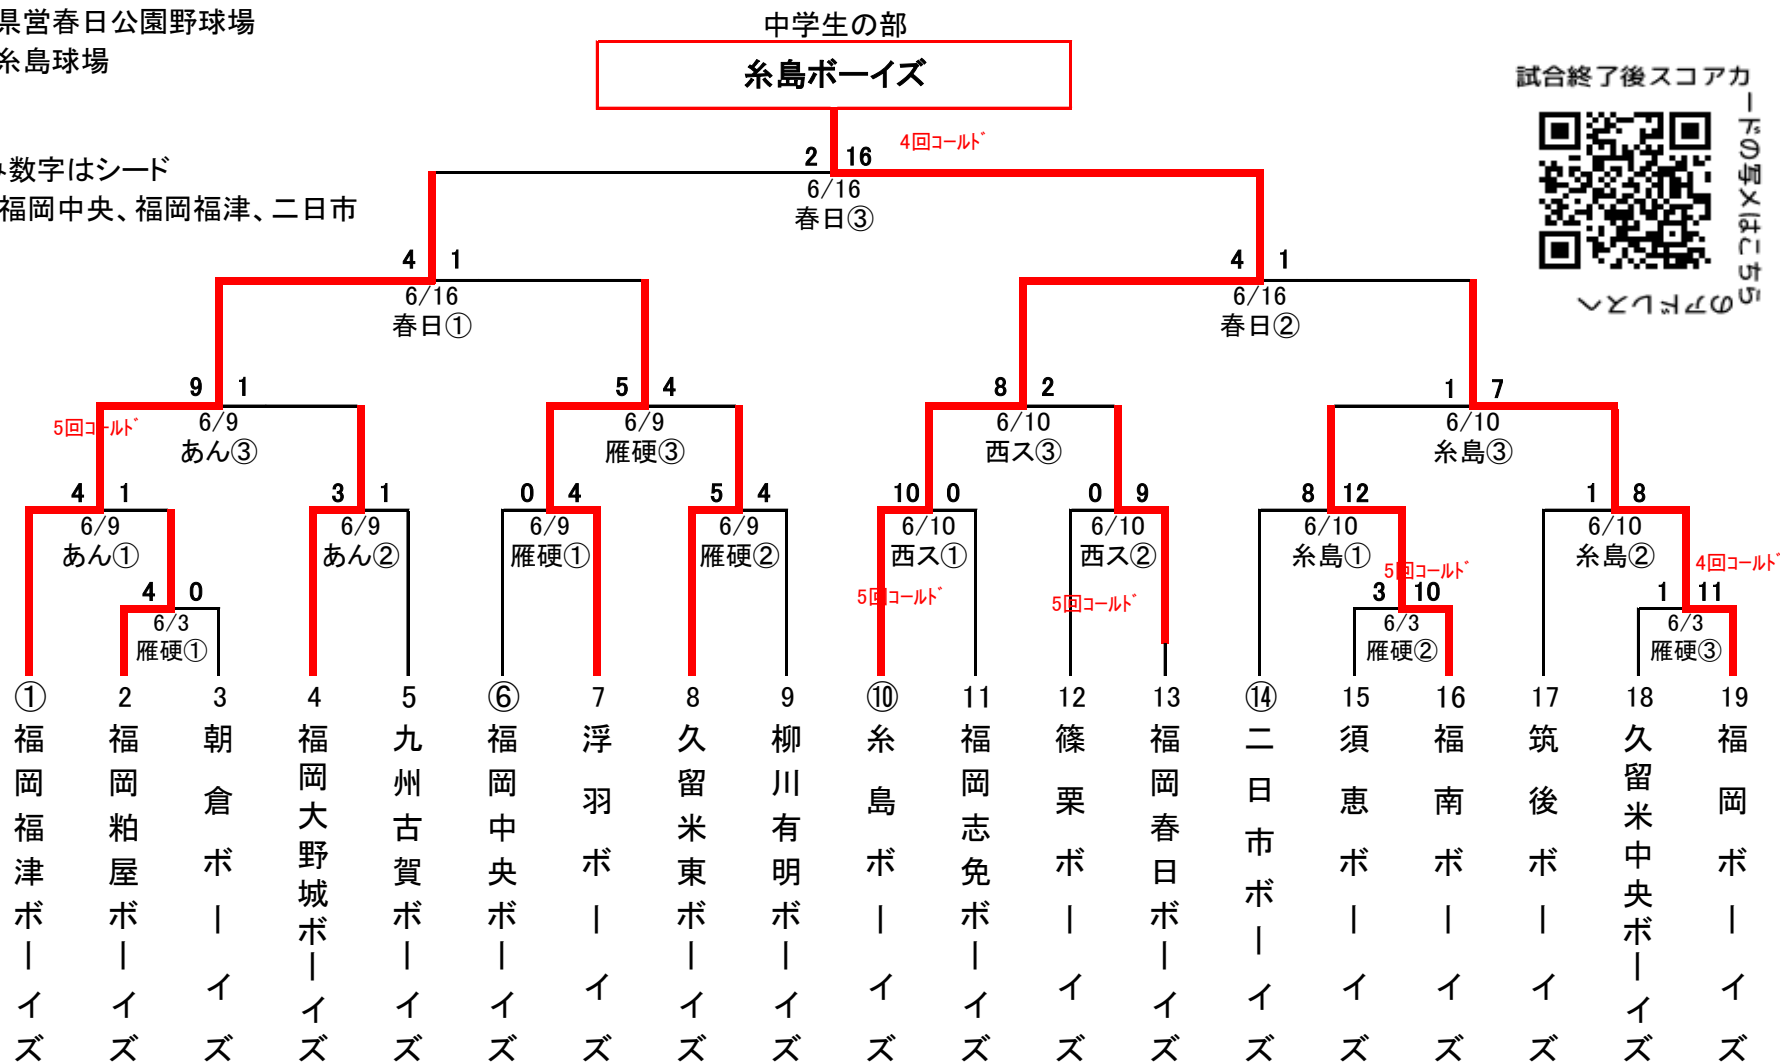 県営春日公園野球場
糸島球場
中学生の部
糸島ボーイズ
試合終了後スコアカードの写メはこちらのアドレスへ
数字はシード
福岡中央、福岡福津、二日市
2 16
4回ｺｰﾙﾄﾞ
6/16
春日③
4 1
6/16
春日①
4 1
6/16
春日②
9 1
5回ｺｰﾙﾄﾞ
6/9
あん③
5 4
6/9
雁硬③
8 2
6/10
西ス③
1 7
6/10
糸島③
4 1
6/9
あん①
3 1
6/9
あん②
0 4
6/9
雁硬①
5 4
6/9
雁硬②
10 0
6/10
西ス①
5回ｺｰﾙﾄﾞ
0 9
6/10
西ス②
5回ｺｰﾙﾄﾞ
8 12
6/10
糸島①
1 8
6/10
糸島②
4 0
6/3
雁硬①
5回ｺｰﾙﾄﾞ
3 10
6/3
雁硬②
4回ｺｰﾙﾄﾞ
1 11
6/3
雁硬③
① 福岡福津ボーイズ
2 福岡粕屋ボーイズ
3 朝倉ボーイズ
4 福岡大野城ボーイズ
5 九州古賀ボーイズ
⑥ 福岡中央ボーイズ
7 浮羽ボーイズ
8 久留米東ボーイズ
9 柳川有明ボーイズ
⑩ 糸島ボーイズ
11 福岡志免ボーイズ
12 篠栗ボーイズ
13 福岡春日ボーイズ
⑭ 二日市ボーイズ
15 須恵ボーイズ
16 福南ボーイズ
17 筑後ボーイズ
18 久留米中央ボーイズ
19 福岡ボーイズ